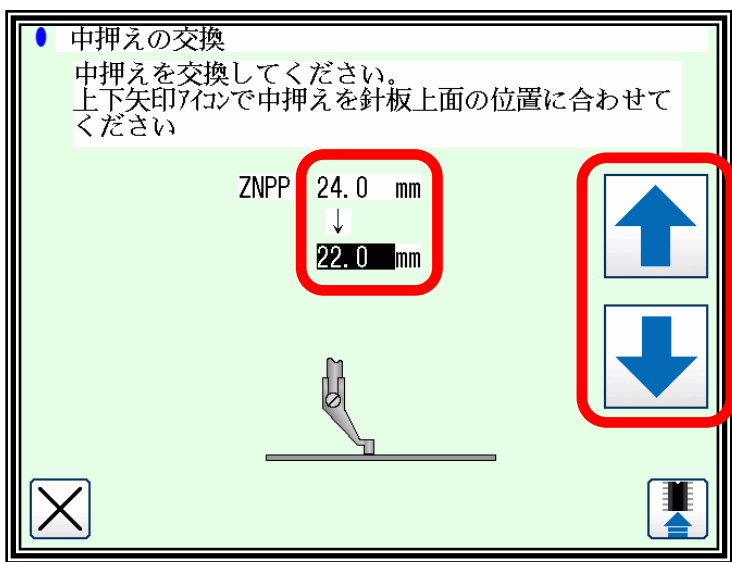 中押えの交換
中押えを交換してください。
上下矢印ｱｲｺﾝで中押えを針板上面の位置に合わせて
ください
ZNPP 24.0 mm
↓
22.0 mm